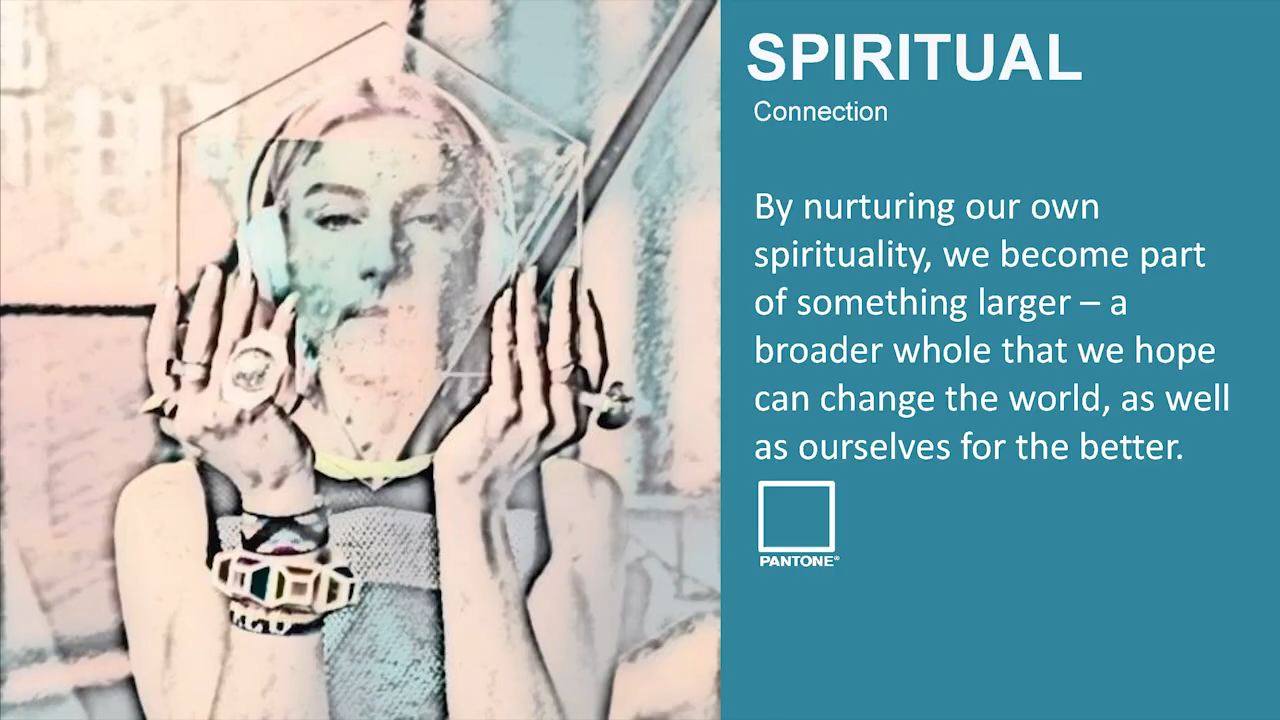 SPIRITUAL
Connection
By nurturing our own
spirituality, we become part
of something larger – a
broader whole that we hope
can change the world, as well
as ourselves for the better.
PANTONE®